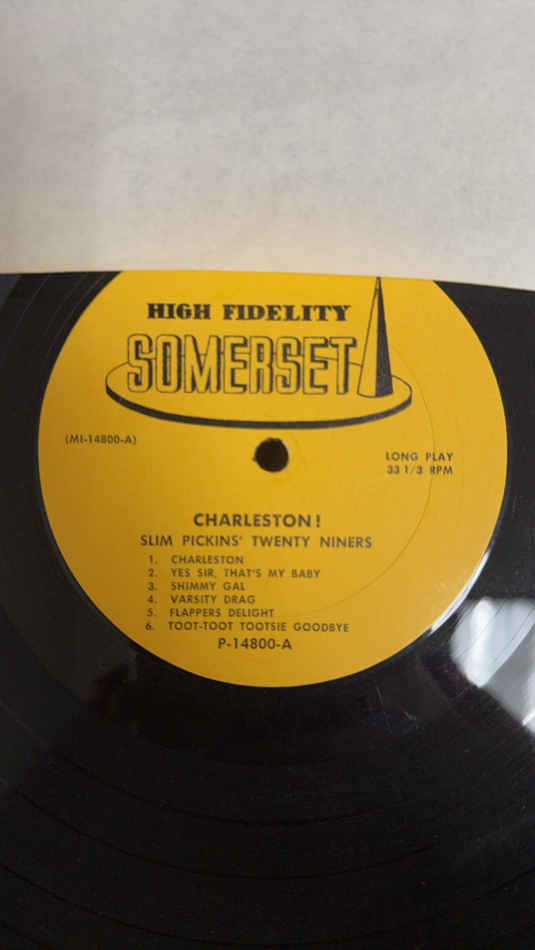 HIGH FIDELITY
SOMERSET
(MI-14800-A)
LONG PLAY
33 1/3 RPM
CHARLESTON!
SLIM PICKINS' TWENTY NINERS
1. CHARLESTON
2. YES SIR, THAT'S MY BABY
3. SHIMMY GAL
4. VARSITY DRAG
5. FLAPPERS DELIGHT
6. TOOT-TOOT TOOTSIE GOODBYE
P-14800-A